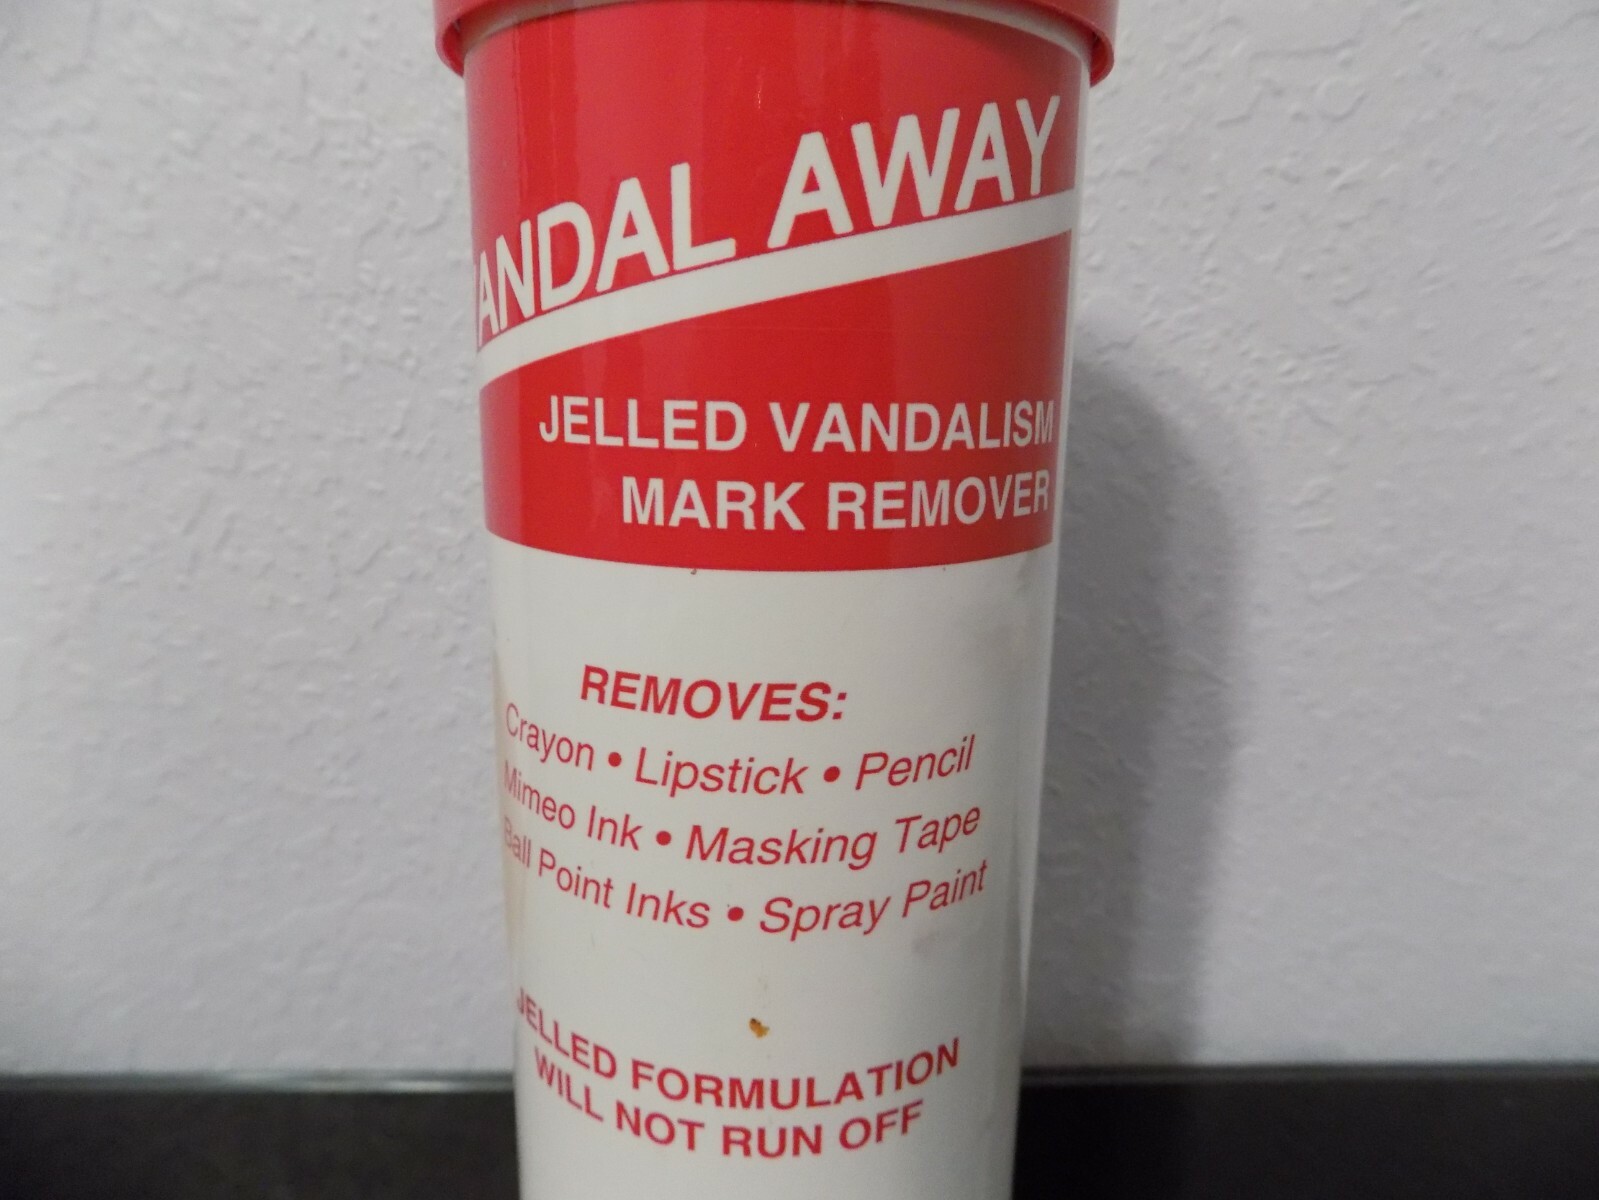 VANDAL AWAY
JELLED VANDALISM
MARK REMOVER
REMOVES:
Crayon • Lipstick • Pencil
Mimeo Ink • Masking Tape
Ball Point Inks • Spray Paint
JELLED FORMULATION
WILL NOT RUN OFF